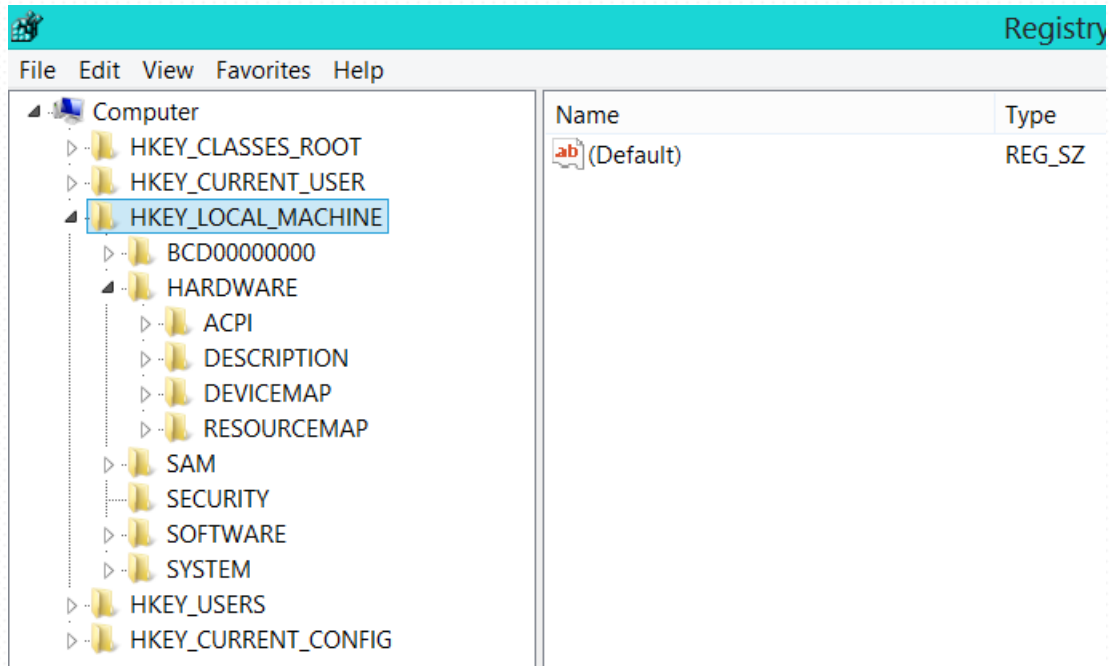 Registry
File Edit View Favorites Help
Computer
HKEY_CLASSES_ROOT
HKEY_CURRENT_USER
HKEY_LOCAL_MACHINE
BCD00000000
HARDWARE
ACPI
DESCRIPTION
DEVICEMAP
RESOURCEMAP
SAM
SECURITY
SOFTWARE
SYSTEM
HKEY_USERS
HKEY_CURRENT_CONFIG
Name Type
ab (Default) REG_SZ